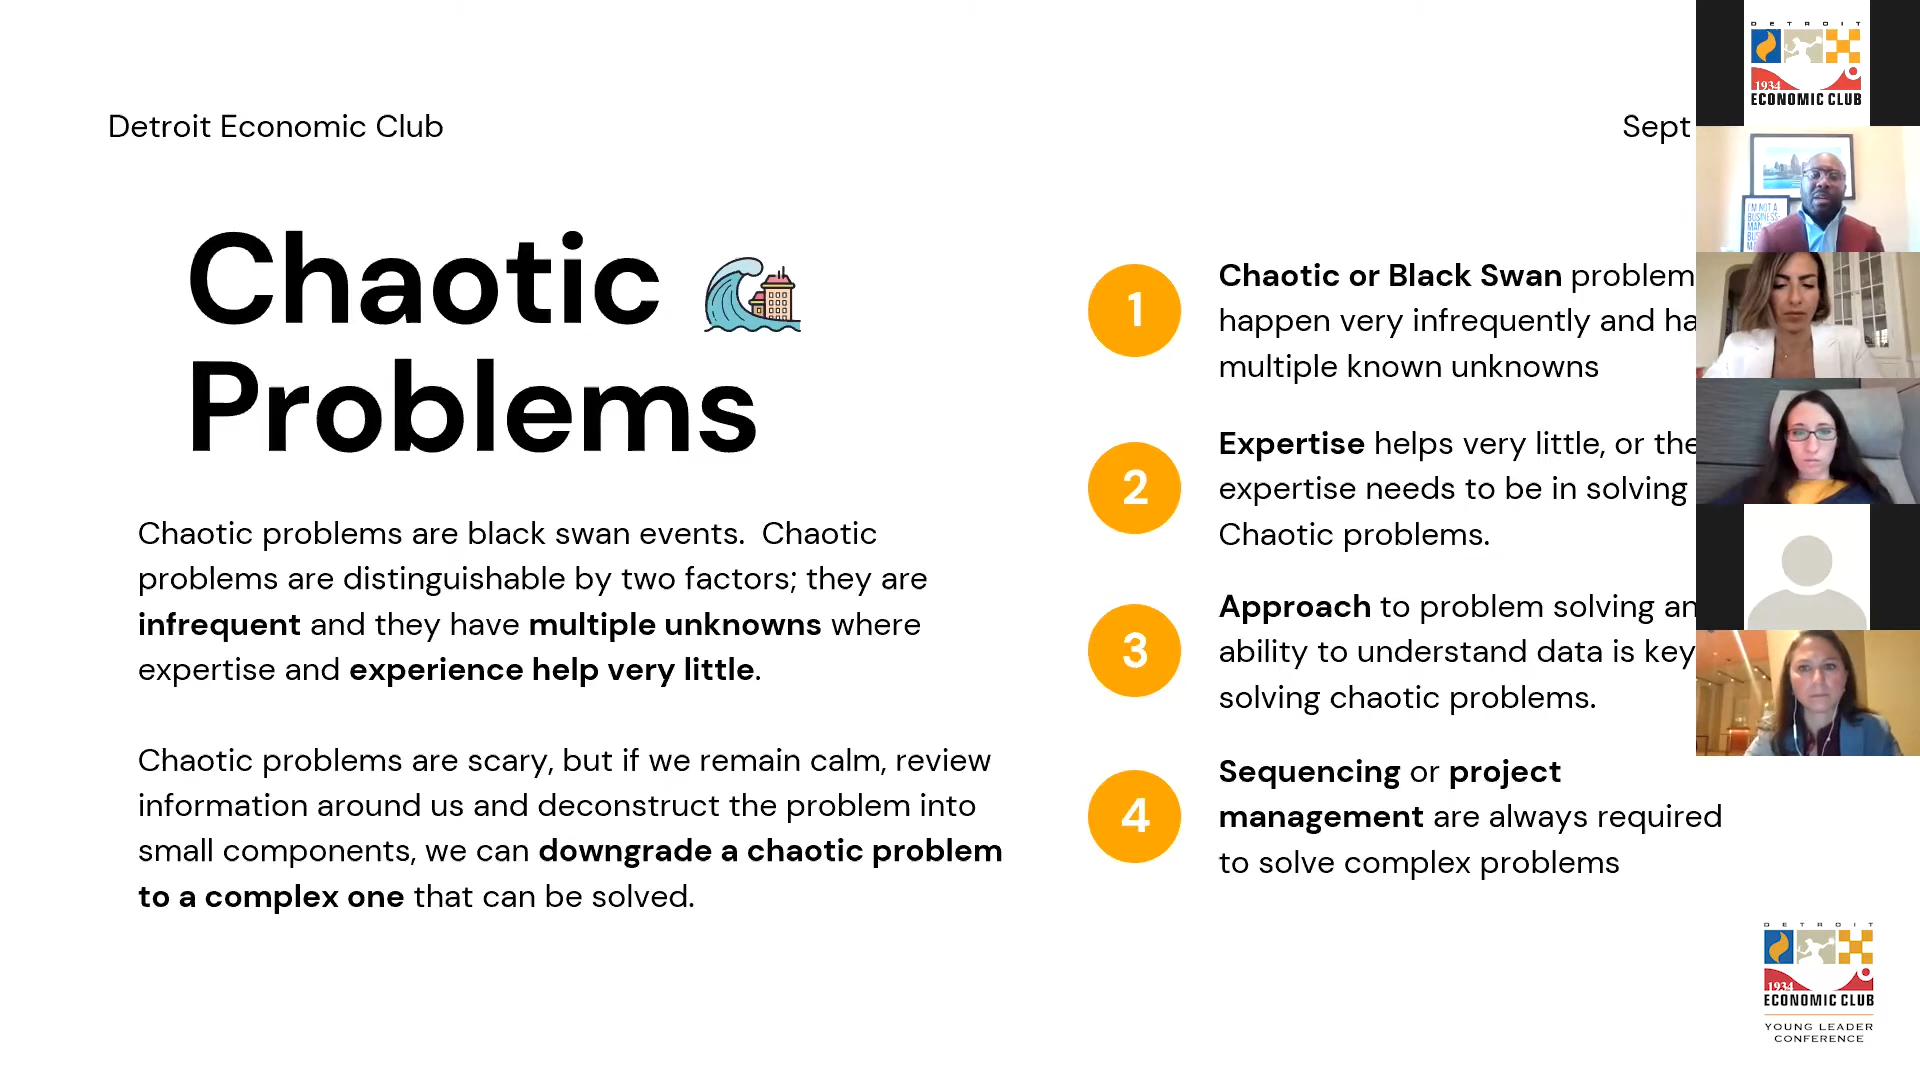 Detroit Economic Club
Sept
Chaotic
Problems
Chaotic problems are black swan events.  Chaotic
problems are distinguishable by two factors; they are
infrequent and they have multiple unknowns where
expertise and experience help very little.
Chaotic problems are scary, but if we remain calm, review
information around us and deconstruct the problem into
small components, we can downgrade a chaotic problem
to a complex one that can be solved.
1
Chaotic or Black Swan problem
happen very infrequently and ha
multiple known unknowns
2
Expertise helps very little, or the
expertise needs to be in solving
Chaotic problems.
3
Approach to problem solving an
ability to understand data is key
solving chaotic problems.
4
Sequencing or project
management are always required
to solve complex problems
DETROIT
1934
ECONOMIC CLUB
I'M NOT A
BUSINESS-
MAN
DETROIT
1934
ECONOMIC CLUB
YOUNG LEADER
CONFERENCE